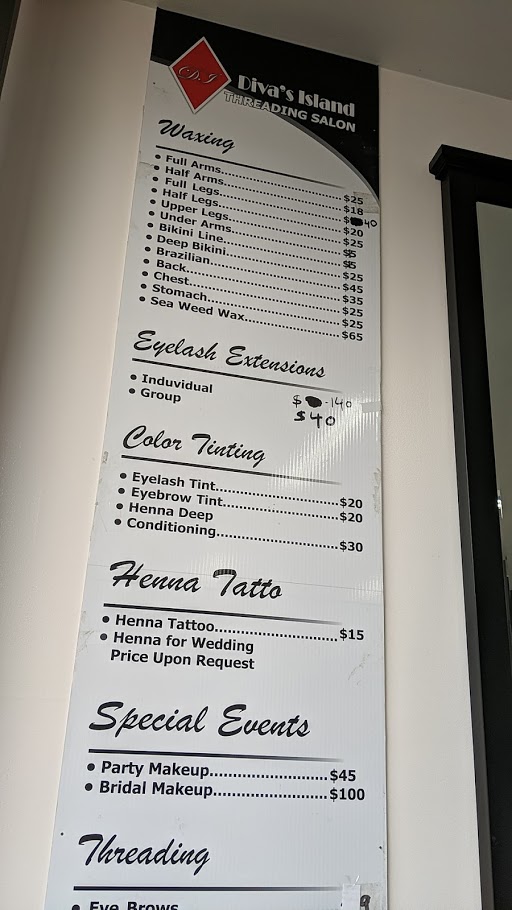 C.D.I
Diva's Island
THREADING SALON
Waxing
• Full Arms..........$25
• Half Arms..........$18
• Full Legs..........$40
• Half Legs..........$20
• Upper Legs..........$25
• Under Arms..........$5
• Bikini Line..........$5
• Deep Bikini..........$25
• Brazilian..........$45
• Back..........$35
• Chest..........$25
• Stomach..........$25
• Sea Weed Wax..........$65
Eyelash Extensions
• Induvidual $ -140
• Group $40
Color Tinting
• Eyelash Tint..........$20
• Eyebrow Tint..........$20
• Henna Deep
• Conditioning..........$30
Henna Tatto
• Henna Tattoo..........$15
• Henna for Wedding
Price Upon Request
Special Events
• Party Makeup..........$45
• Bridal Makeup..........$100
Threading
• Eye Brows